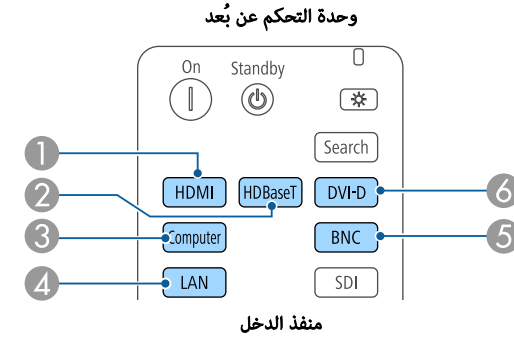 وحدة التحكم عن بُعد
On Standby
Search
1 HDMI HDBaseT DVI-D 6
2
3 Computer BNC 5
4 LAN SDI
منفذ الدخل